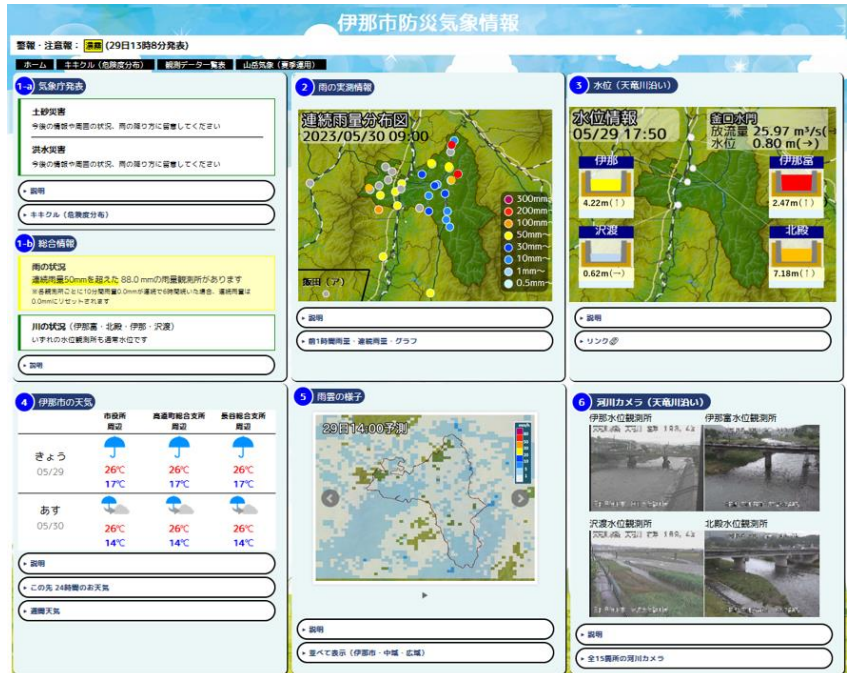 伊那市防災気象情報
警報・注意報： 濃霧 (29日13時8分発表)
ホーム キキクル（危険度分布） 観測データ一覧表 山岳気象（夏季運用）
1-a 気象庁発表
土砂災害
今後の情報や周囲の状況、雨の降り方に留意してください
洪水災害
今後の情報や周囲の状況、雨の降り方に留意してください
説明
キキクル（危険度分布）
1-b 総合情報
雨の状況
連続雨量50mmを超えた 88.0 mmの雨量観測所があります
※各観測所ごとに10分間雨量0.0mmが連続で6時間続いた場合、連続雨量は
0.0mmにリセットされます
川の状況（伊那富・北殿・伊那・沢渡）
いずれの水位観測所も通常水位です
説明
2 雨の実測情報
連続雨量分布図
2023/05/30 09:00
300mm~
200mm~
100mm~
50mm~
30mm~
10mm~
1mm~
0.5mm~
飯田（ア）
説明
前1時間雨量・連続雨量・グラフ
3 水位（天竜川沿い）
水位情報
05/29 17:50
釜口水門
放流量 25.97 m³/s(→
水位 0.80 m(→)
伊那 伊那富
4.22m(↑) 2.47m(↑)
沢渡 北殿
0.62m(→) 7.18m(↑)
説明
リンク
4 伊那市の天気
市役所 高遠町総合支所 長谷総合支所
周辺 周辺 周辺
きょう
05/29
26℃ 26℃ 26℃
17℃ 17℃ 17℃
あす
05/30
26℃ 26℃ 26℃
14℃ 14℃ 14℃
説明
この先 24時間のお天気
週間天気
5 雨雲の様子
29日14:00予測
説明
並べて表示（伊那市・中域・広域）
6 河川カメラ（天竜川沿い）
伊那水位観測所 伊那富水位観測所
沢渡水位観測所 北殿水位観測所
説明
全15箇所の河川カメラ